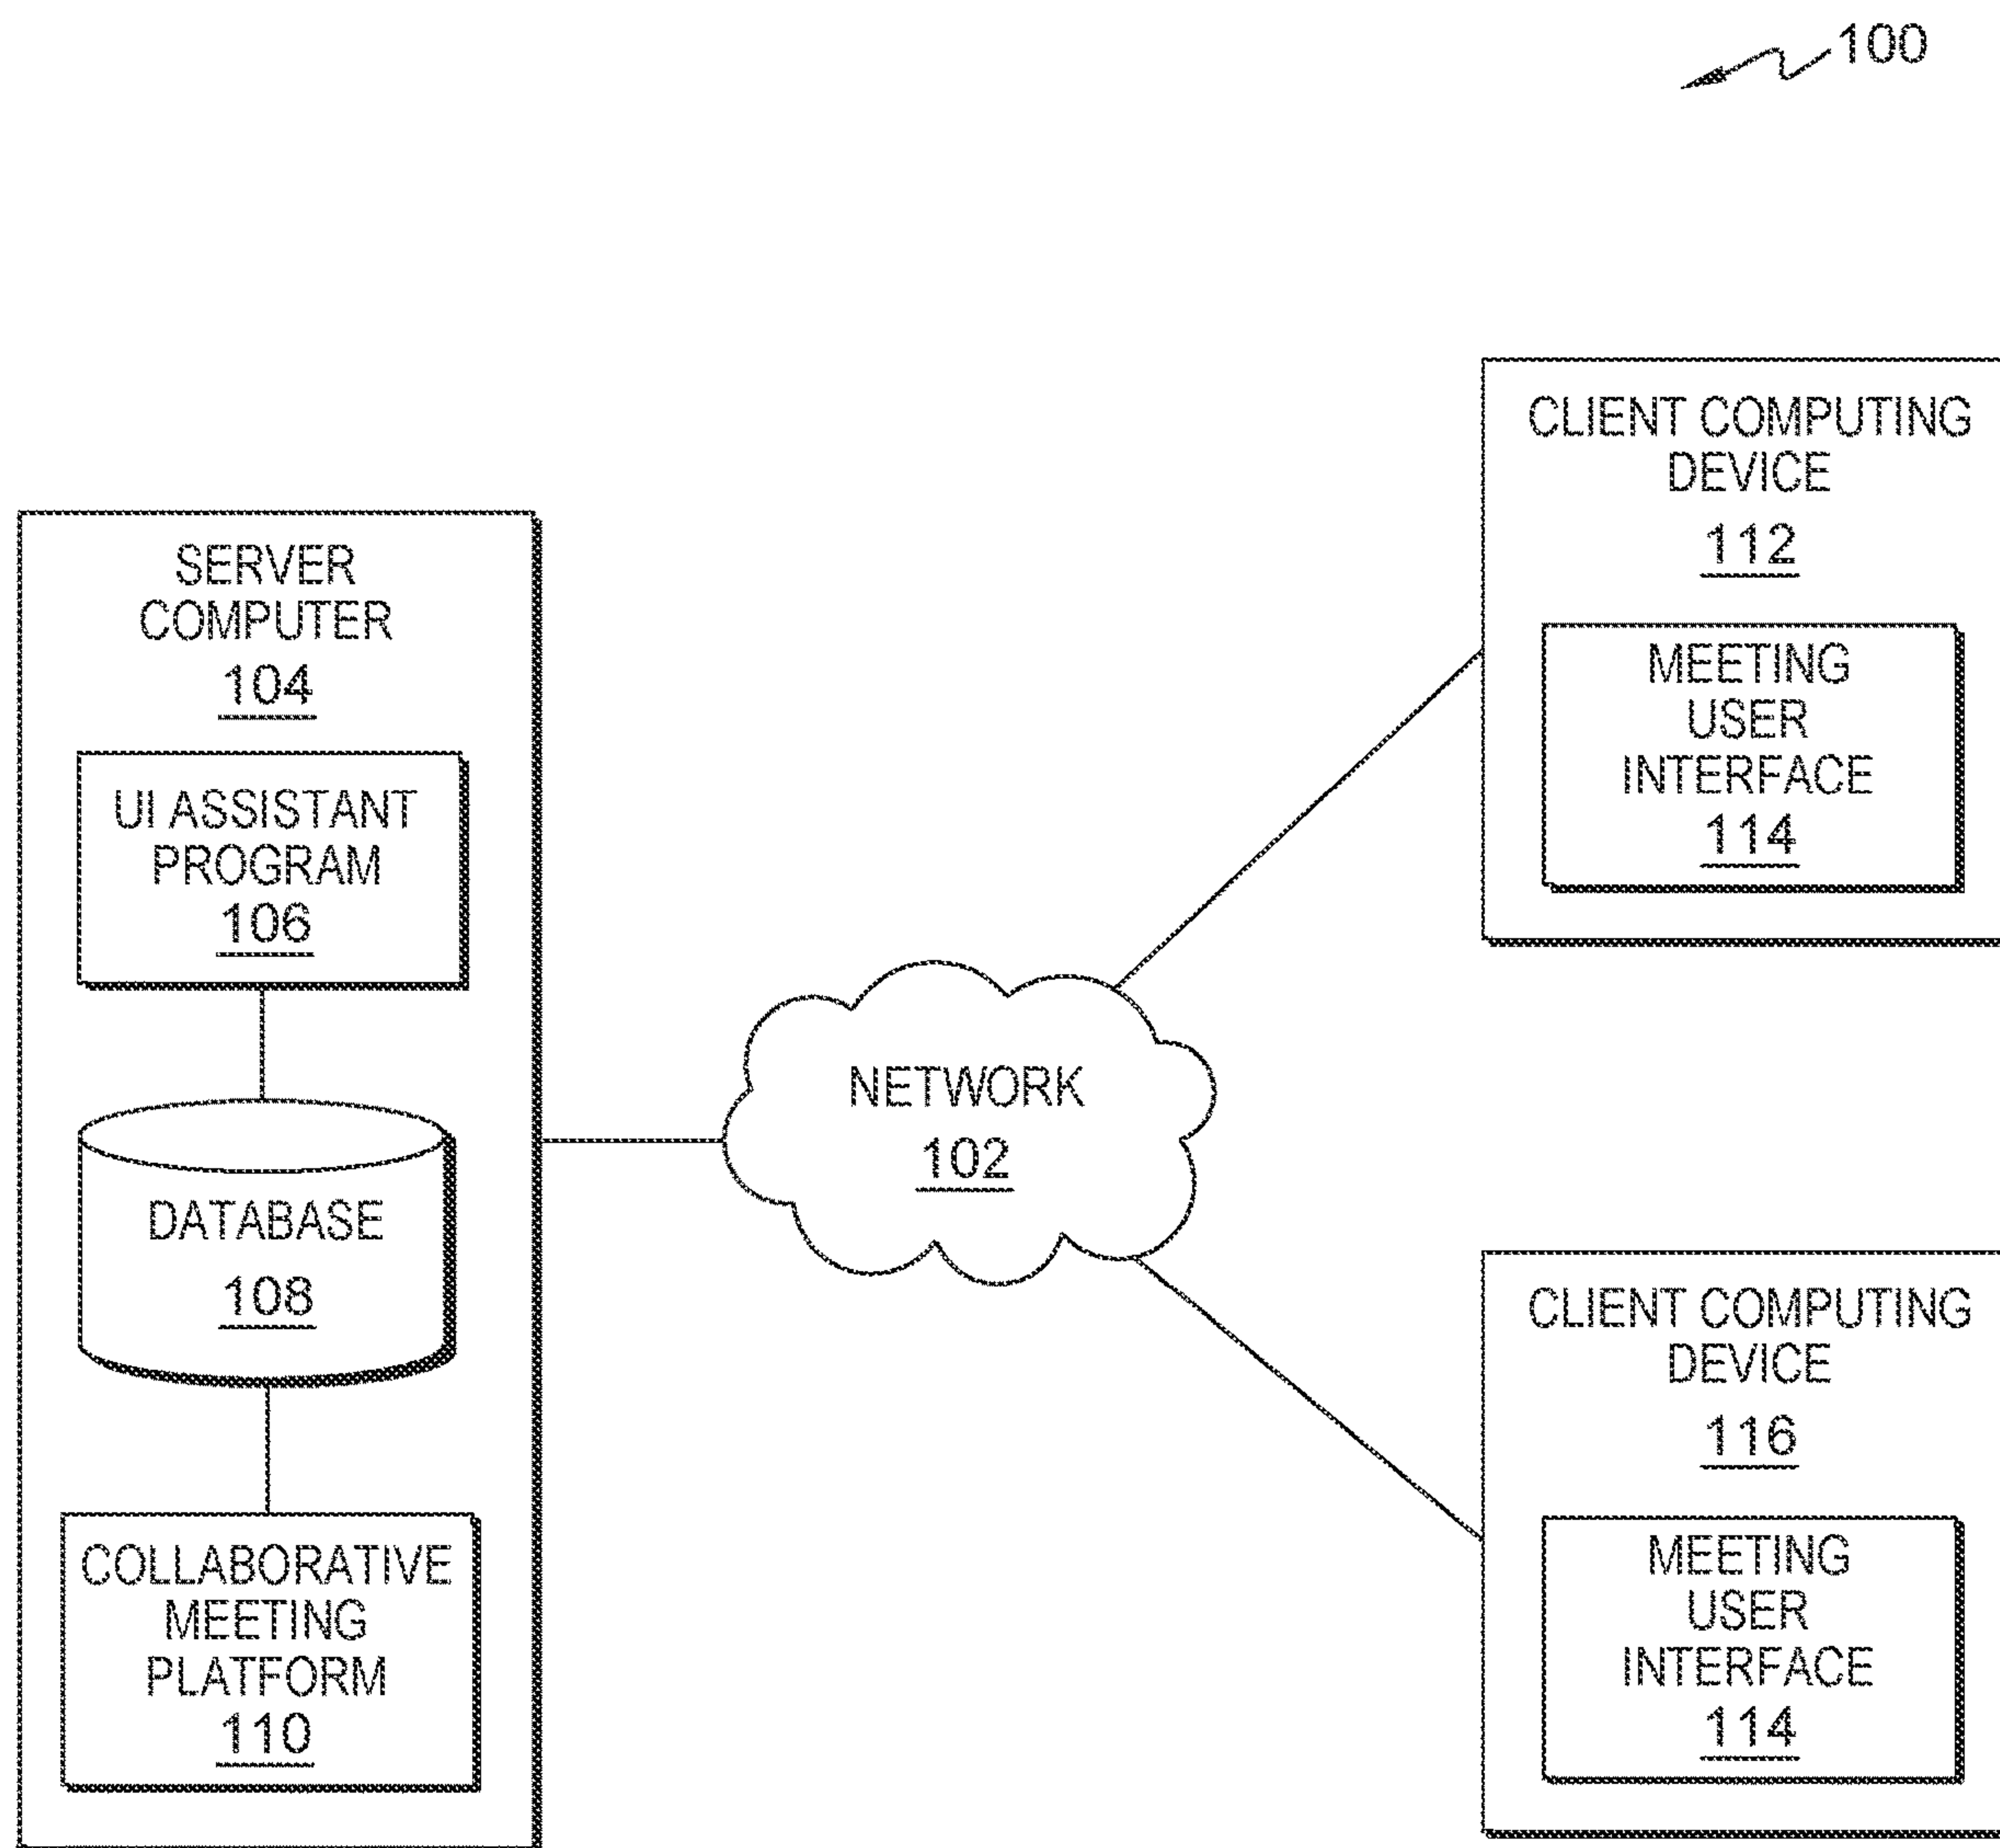 100
SERVER
COMPUTER
104
UI ASSISTANT
PROGRAM
106
DATABASE
108
COLLABORATIVE
MEETING
PLATFORM
110
NETWORK
102
CLIENT COMPUTING
DEVICE
112
MEETING
USER
INTERFACE
114
CLIENT COMPUTING
DEVICE
116
MEETING
USER
INTERFACE
114